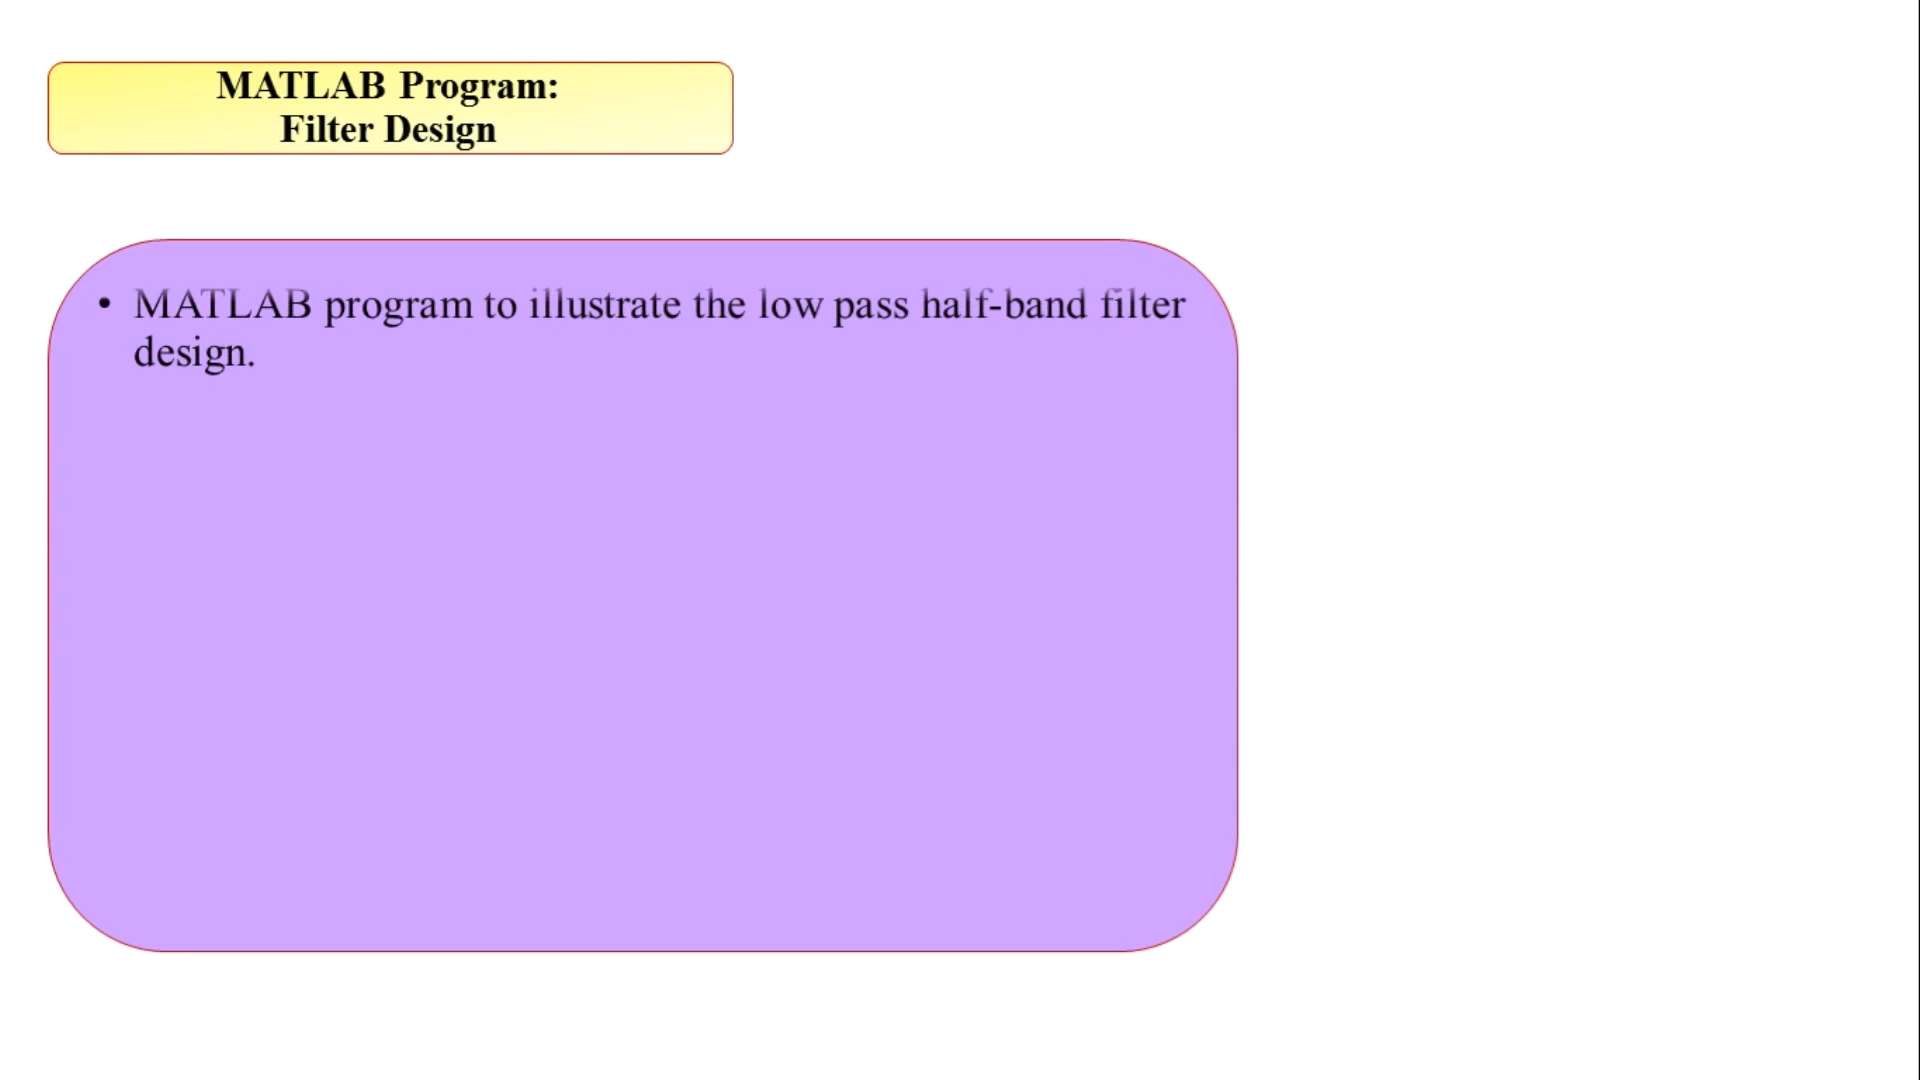 MATLAB Program:
Filter Design
• MATLAB program to illustrate the low pass half-band filter
design.